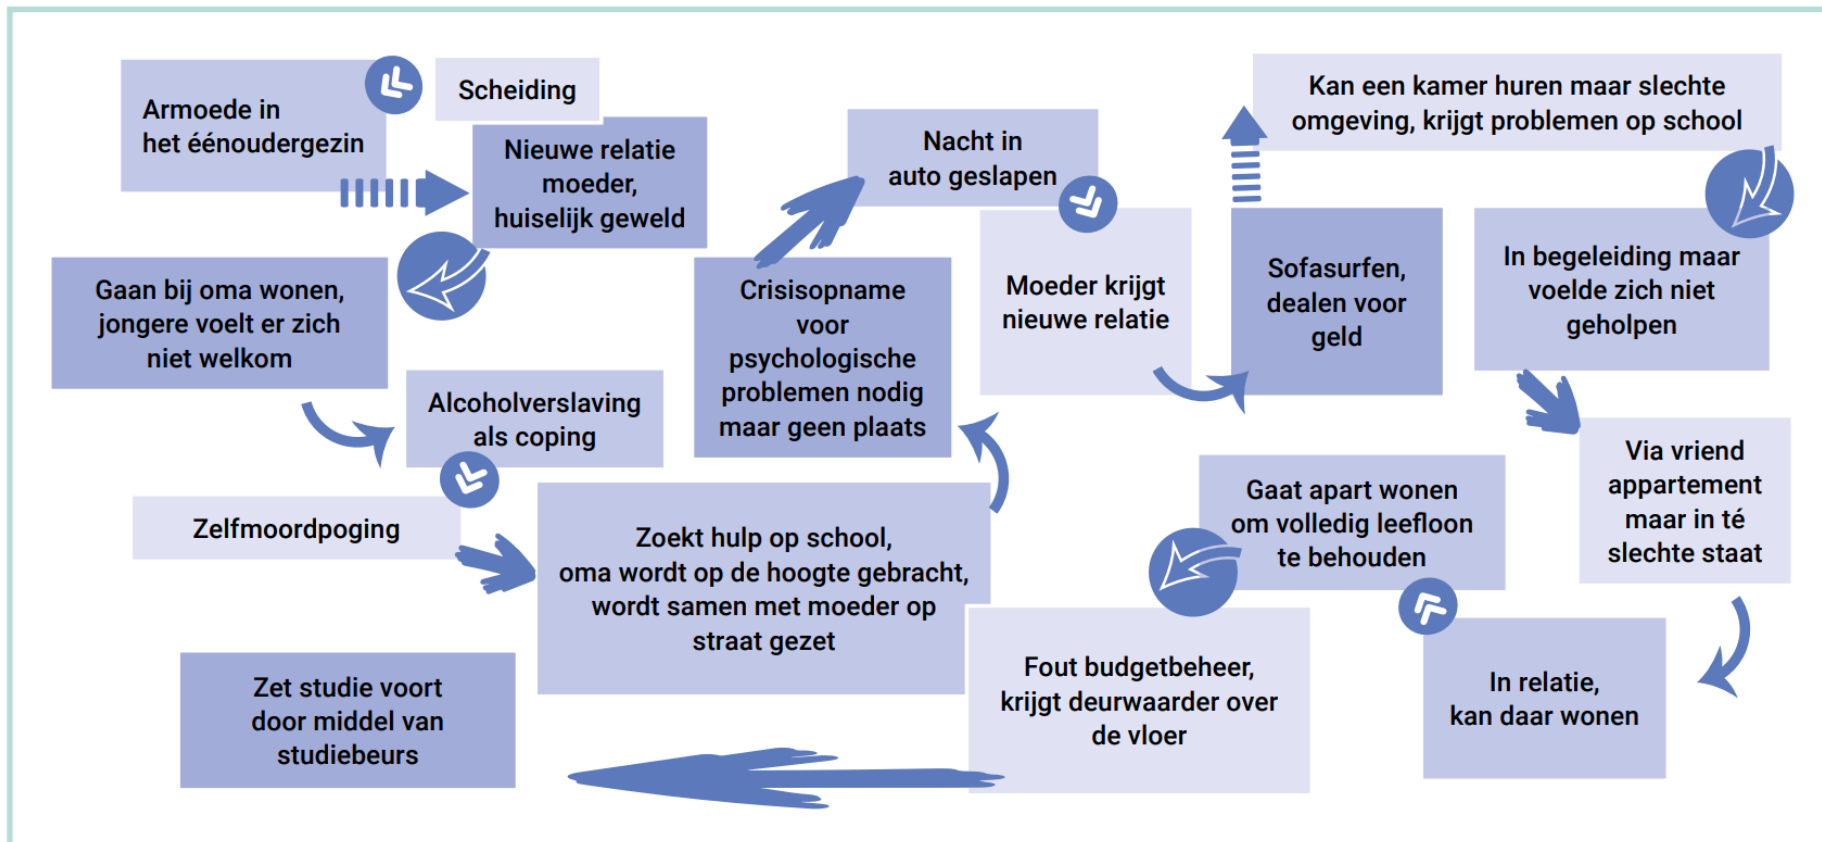 Scheiding
Armoede in
het éénoudergezin
Nieuwe relatie
moeder,
huiselijk geweld
Gaan bij oma wonen,
jongere voelt er zich
niet welkom
Alcoholverslaving
als coping
Zelfmoordpoging
Zoekt hulp op school,
oma wordt op de hoogte gebracht,
wordt samen met moeder op
straat gezet
Crisisopname
voor
psychologische
problemen nodig
maar geen plaats
Nacht in
auto geslapen
Moeder krijgt
nieuwe relatie
Sofasurfen,
dealen voor
geld
Kan een kamer huren maar slechte
omgeving, krijgt problemen op school
In begeleiding maar
voelde zich niet
geholpen
Via vriend
appartement
maar in té
slechte staat
In relatie,
kan daar wonen
Gaat apart wonen
om volledig leefloon
te behouden
Fout budgetbeheer,
krijgt deurwaarder over
de vloer
Zet studie voort
door middel van
studiebeurs